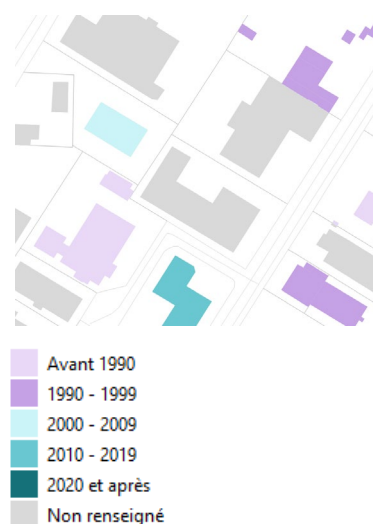 Avant 1990
1990 - 1999
2000 - 2009
2010 - 2019
2020 et après
Non renseigné